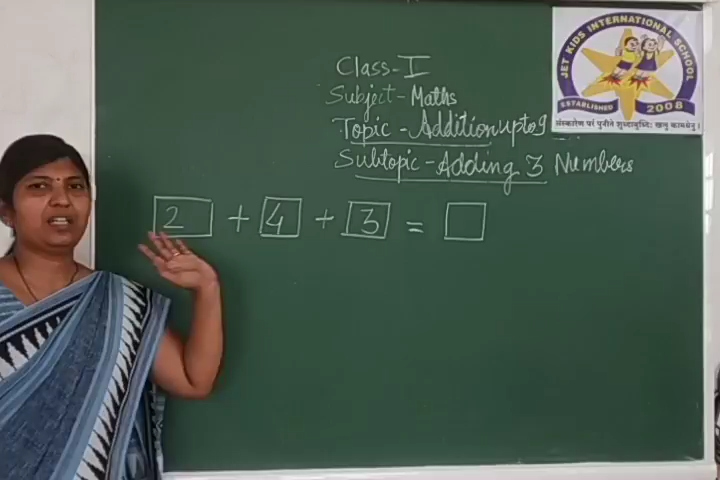 Class-I
Subject-Maths
Topic-Addition upto 9
Subtopic-Adding 3 Numbers
2 + 4 + 3 =
JET KIDS INTERNATIONAL SCHOOL
ESTABLISHED 2008